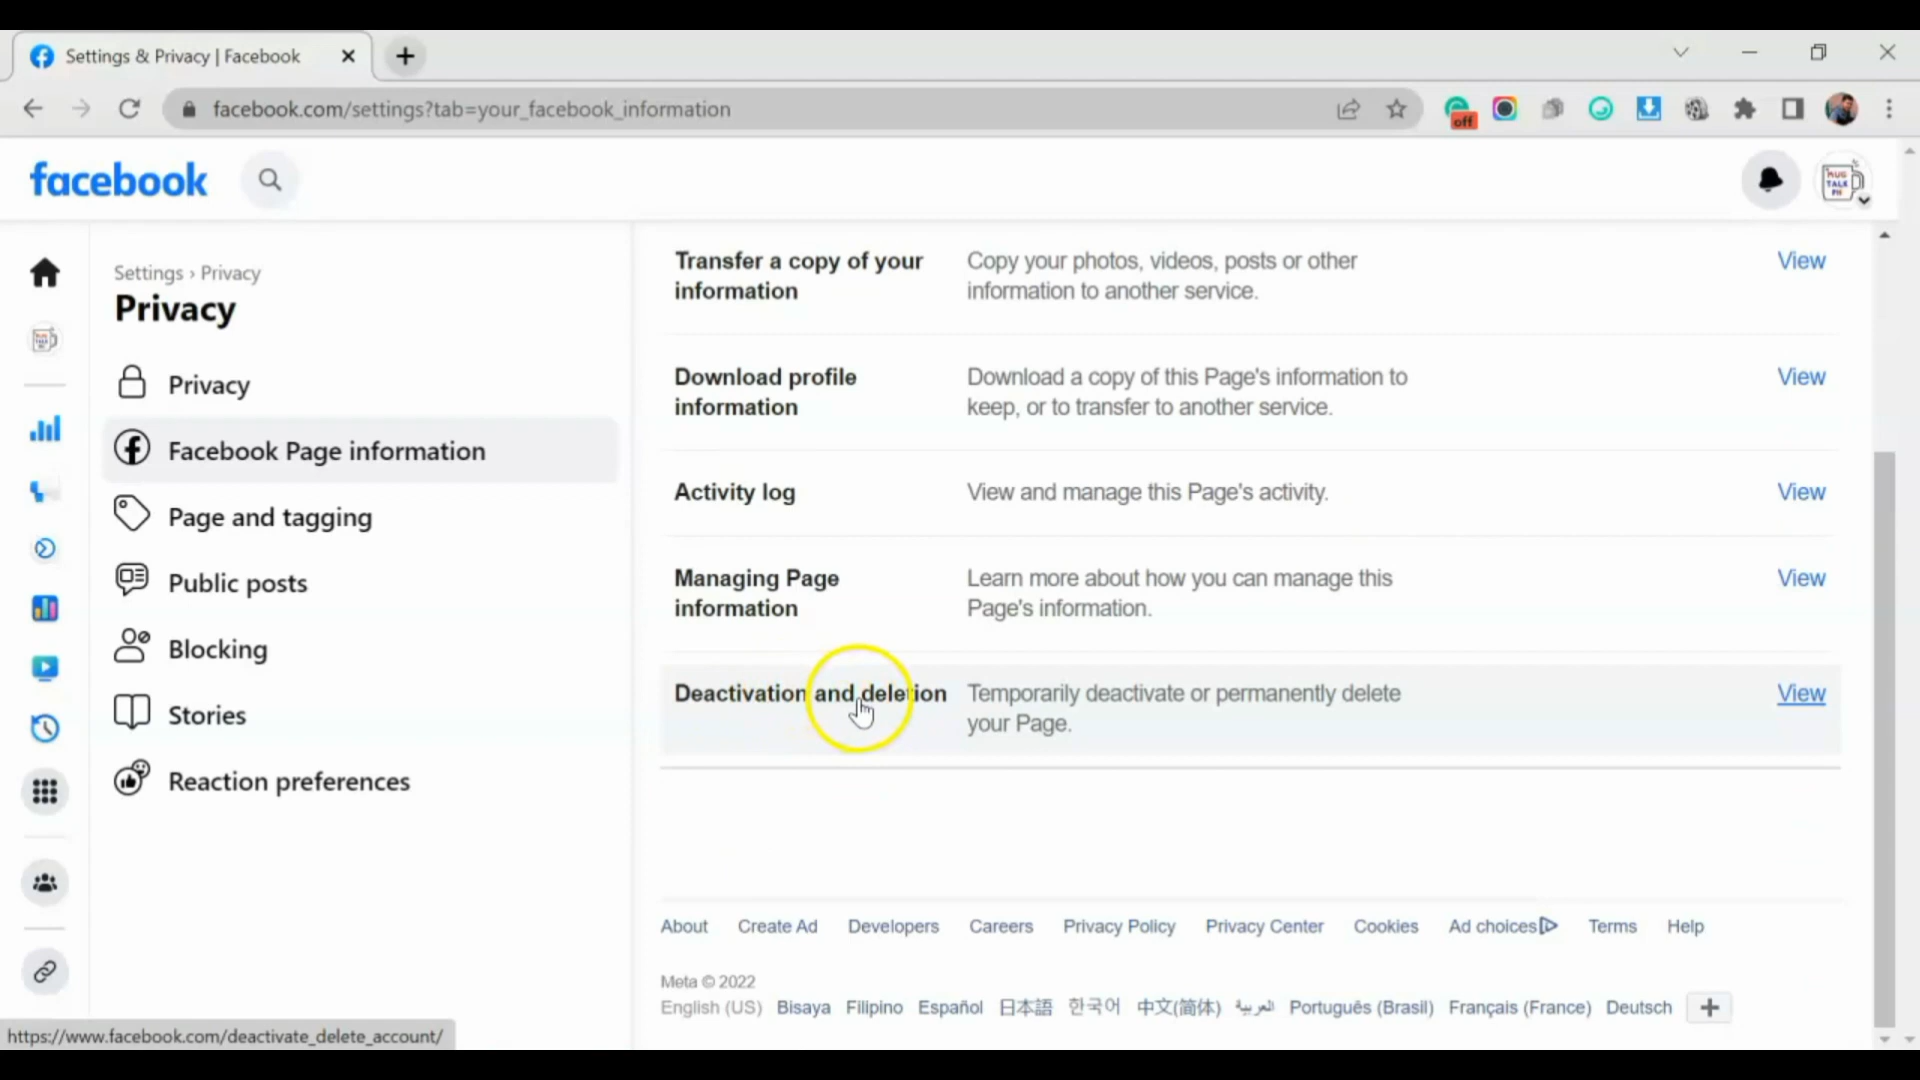 Settings & Privacy | Facebook
facebook.com/settings?tab=your_facebook_information
off
facebook
MUG
TALK
PH
Settings › Privacy
Privacy
Privacy
Facebook Page information
Page and tagging
Public posts
Blocking
Stories
Reaction preferences
Transfer a copy of your
information
Copy your photos, videos, posts or other
information to another service.
View
Download profile
information
Download a copy of this Page's information to
keep, or to transfer to another service.
View
Activity log
View and manage this Page's activity.
View
Managing Page
information
Learn more about how you can manage this
Page's information.
View
Deactivation and deletion
Temporarily deactivate or permanently delete
your Page.
View
About Create Ad Developers Careers Privacy Policy Privacy Center Cookies Ad choices Terms Help
Meta © 2022
English (US) Bisaya Filipino Español 日本語 한국어 中文(简体) العربية Português (Brasil) Français (France) Deutsch
https://www.facebook.com/deactivate_delete_account/